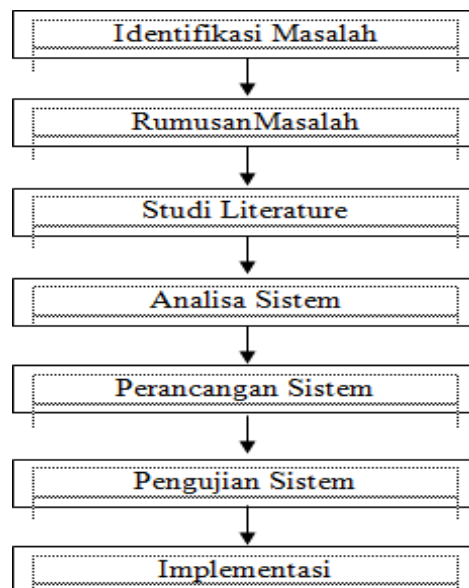 Identifikasi Masalah
RumusanMasalah
Studi Literature
Analisa Sistem
Perancangan Sistem
Pengujian Sistem
Implementasi